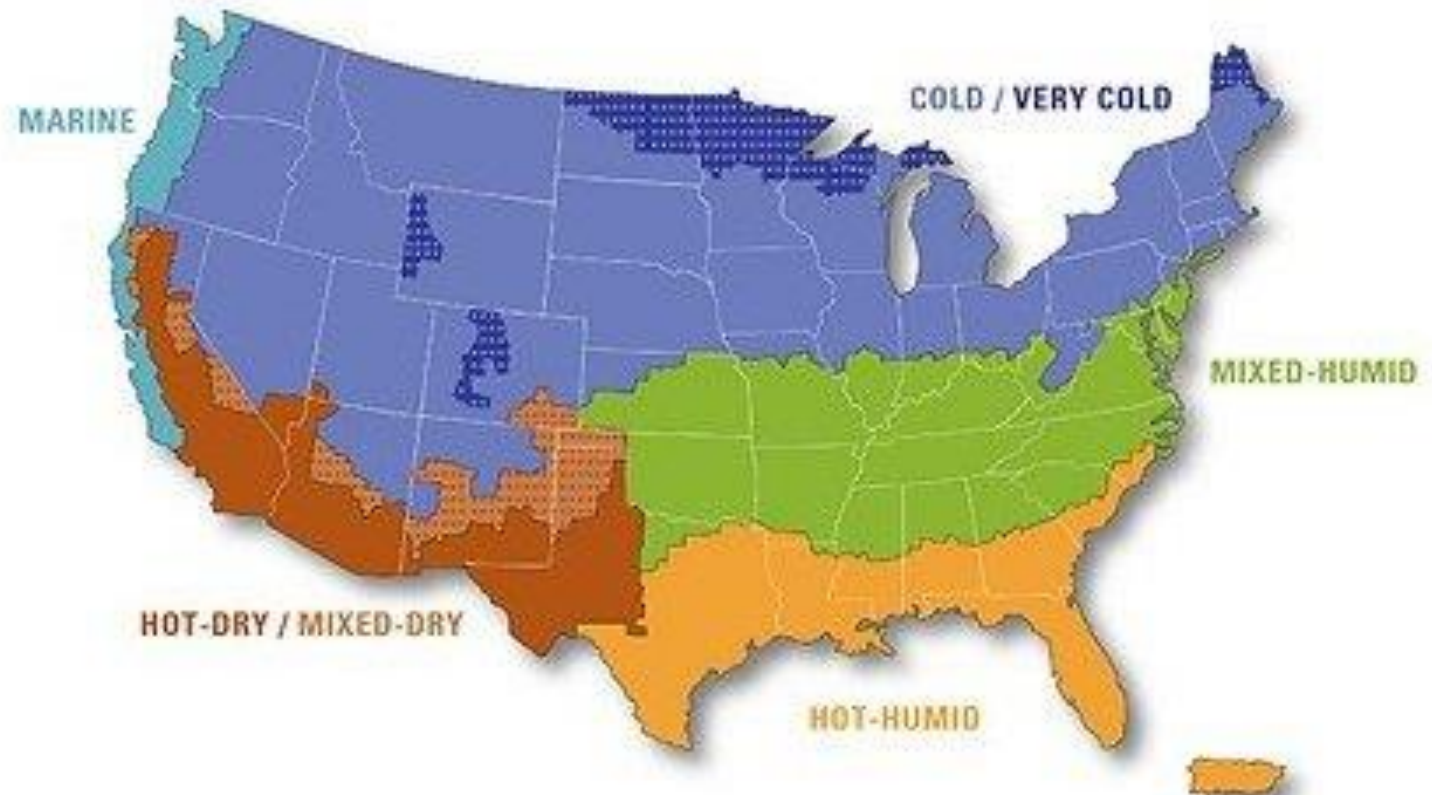 MARINE
COLD / VERY COLD
MIXED-HUMID
HOT-DRY / MIXED-DRY
HOT-HUMID